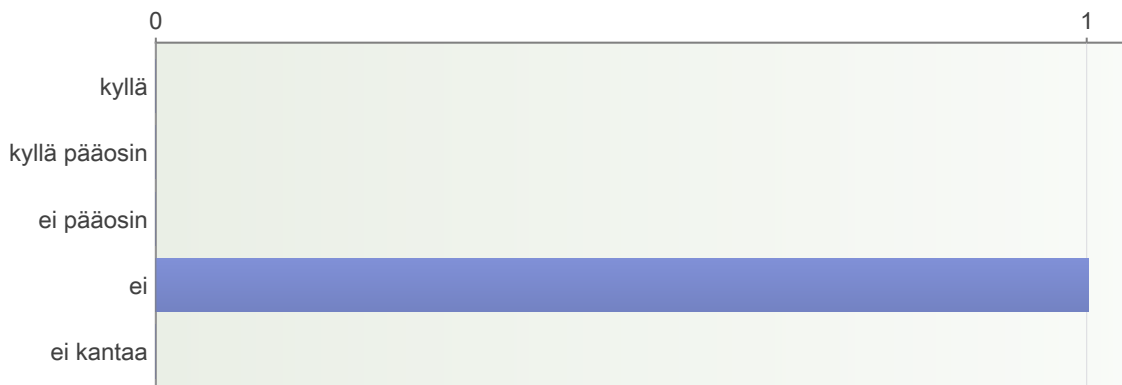 0 1
kyllä
kyllä pääosin
ei pääosin
ei
ei kantaa